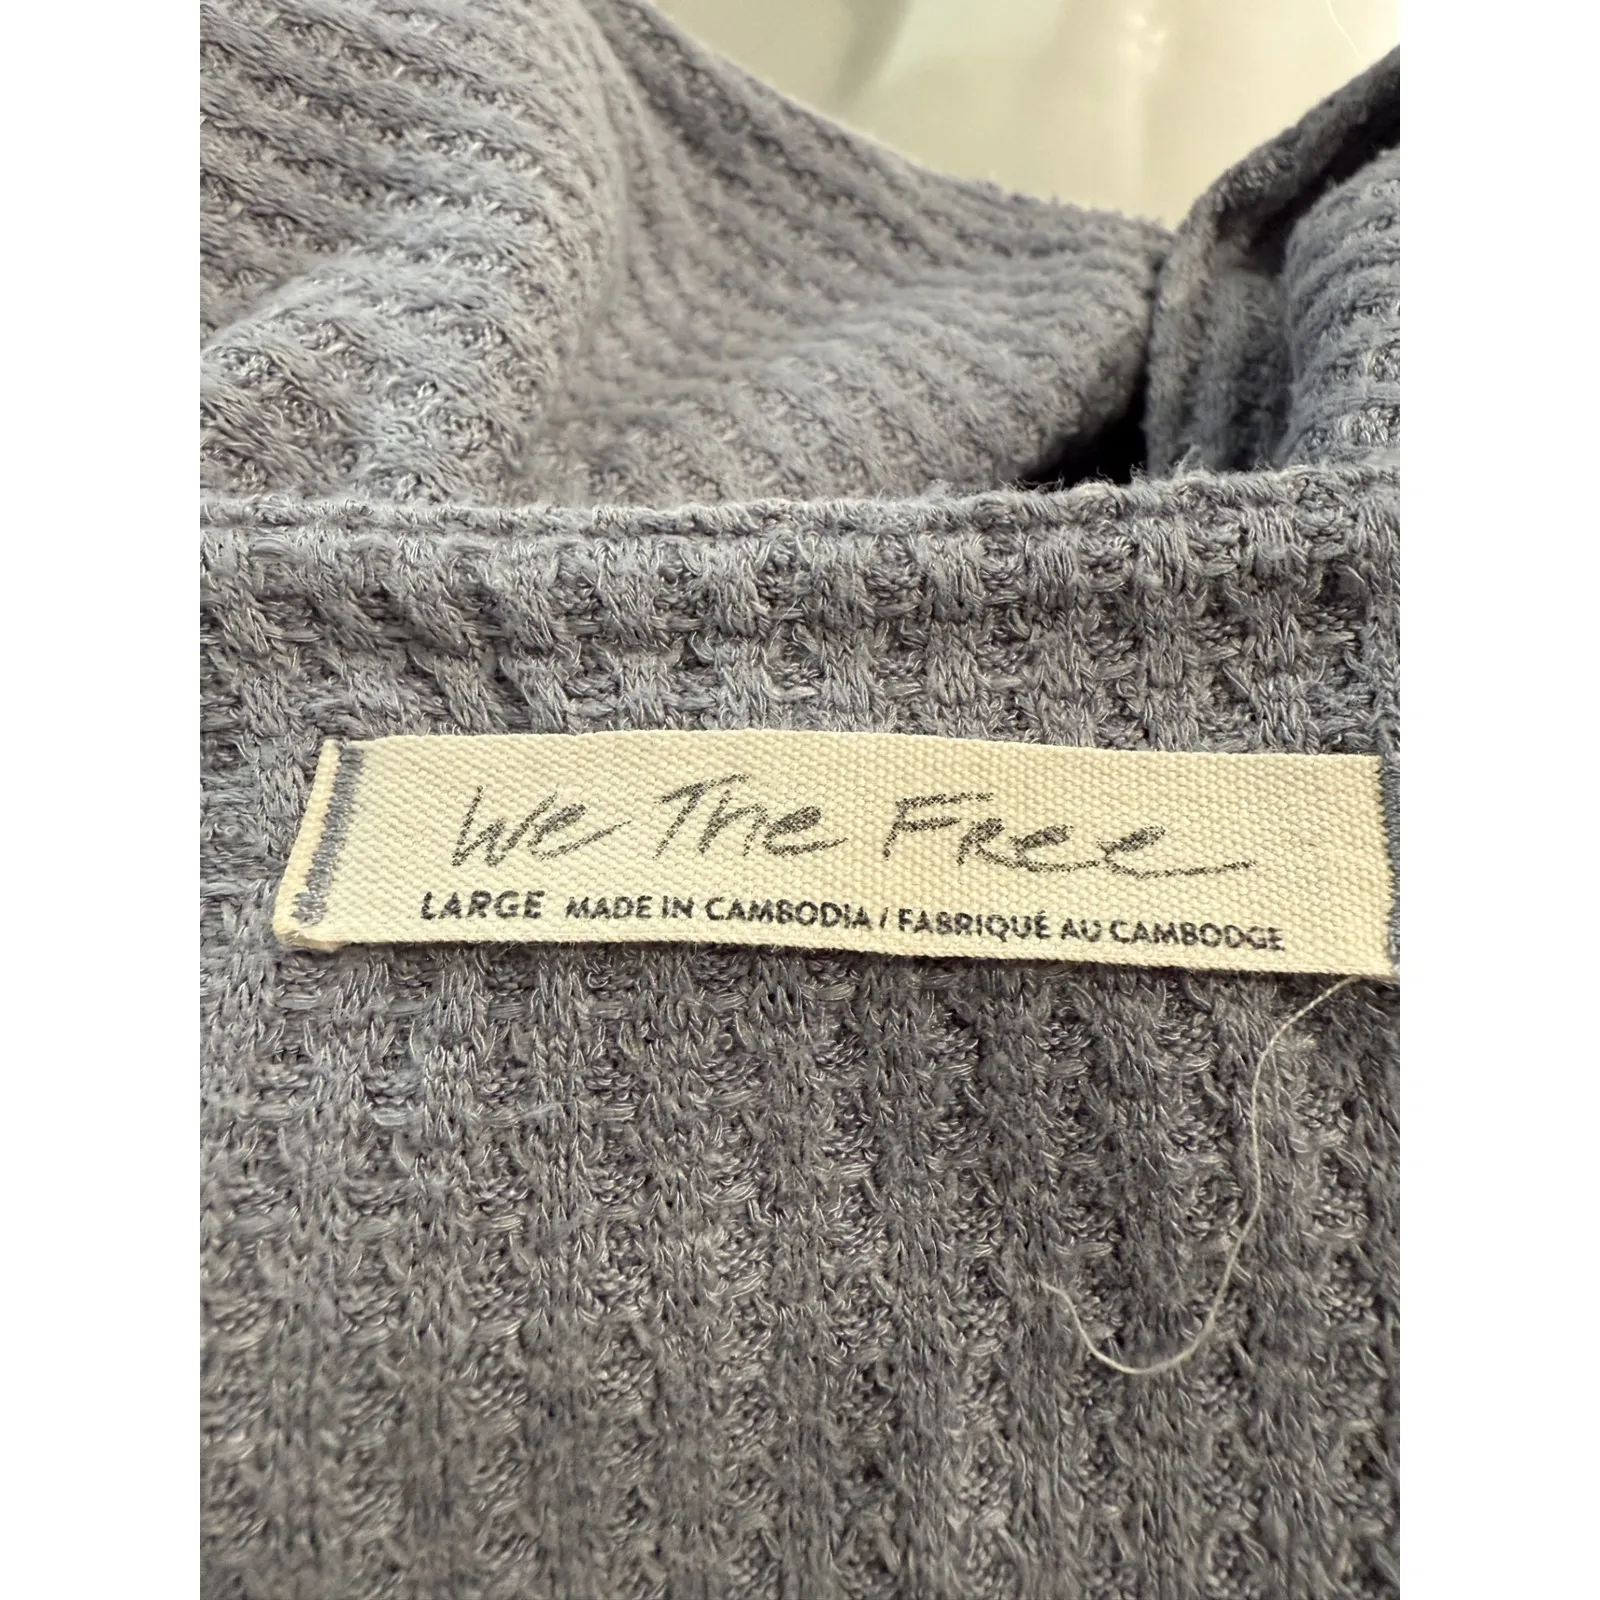 We The Free
LARGE MADE IN CAMBODIA / FABRIQUÉ AU CAMBODGE